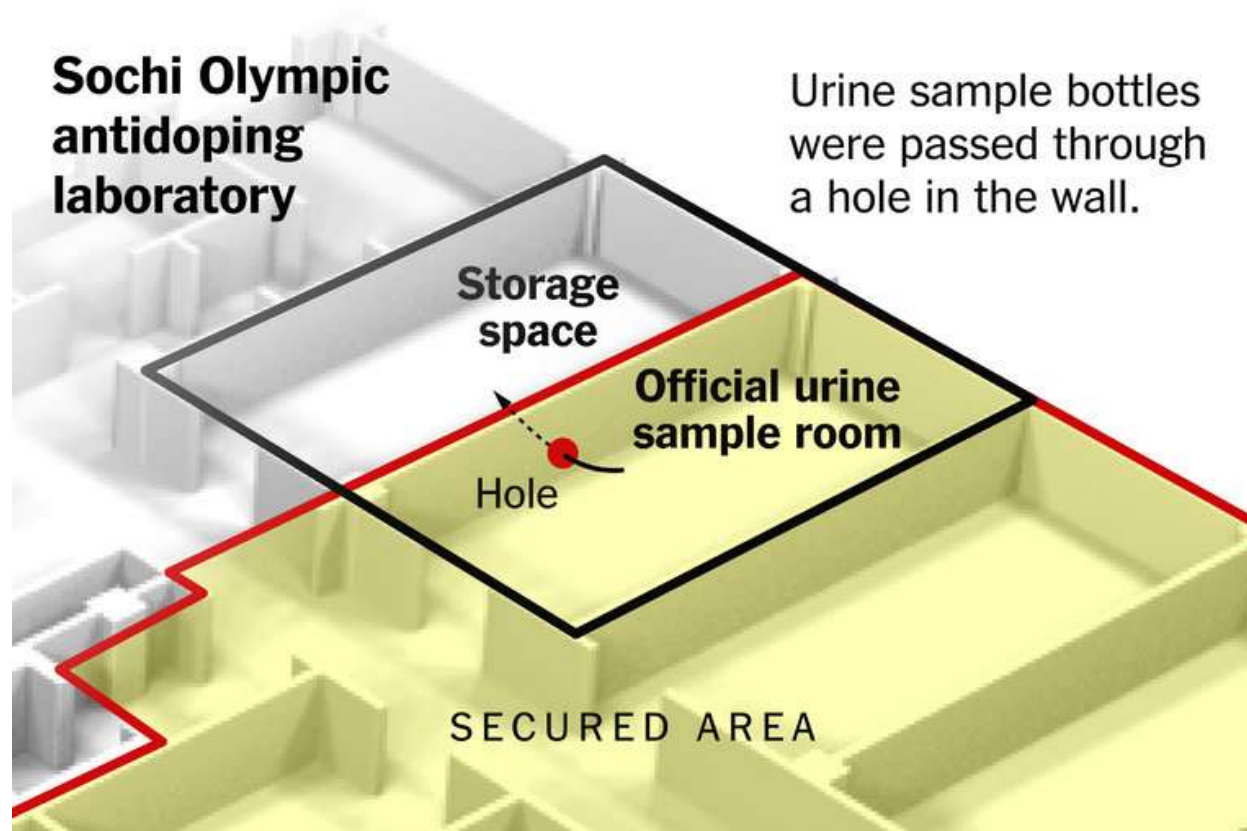 Sochi Olympic
antidoping
laboratory
Urine sample bottles
were passed through
a hole in the wall.
Storage
space
Official urine
sample room
Hole
SECURED AREA